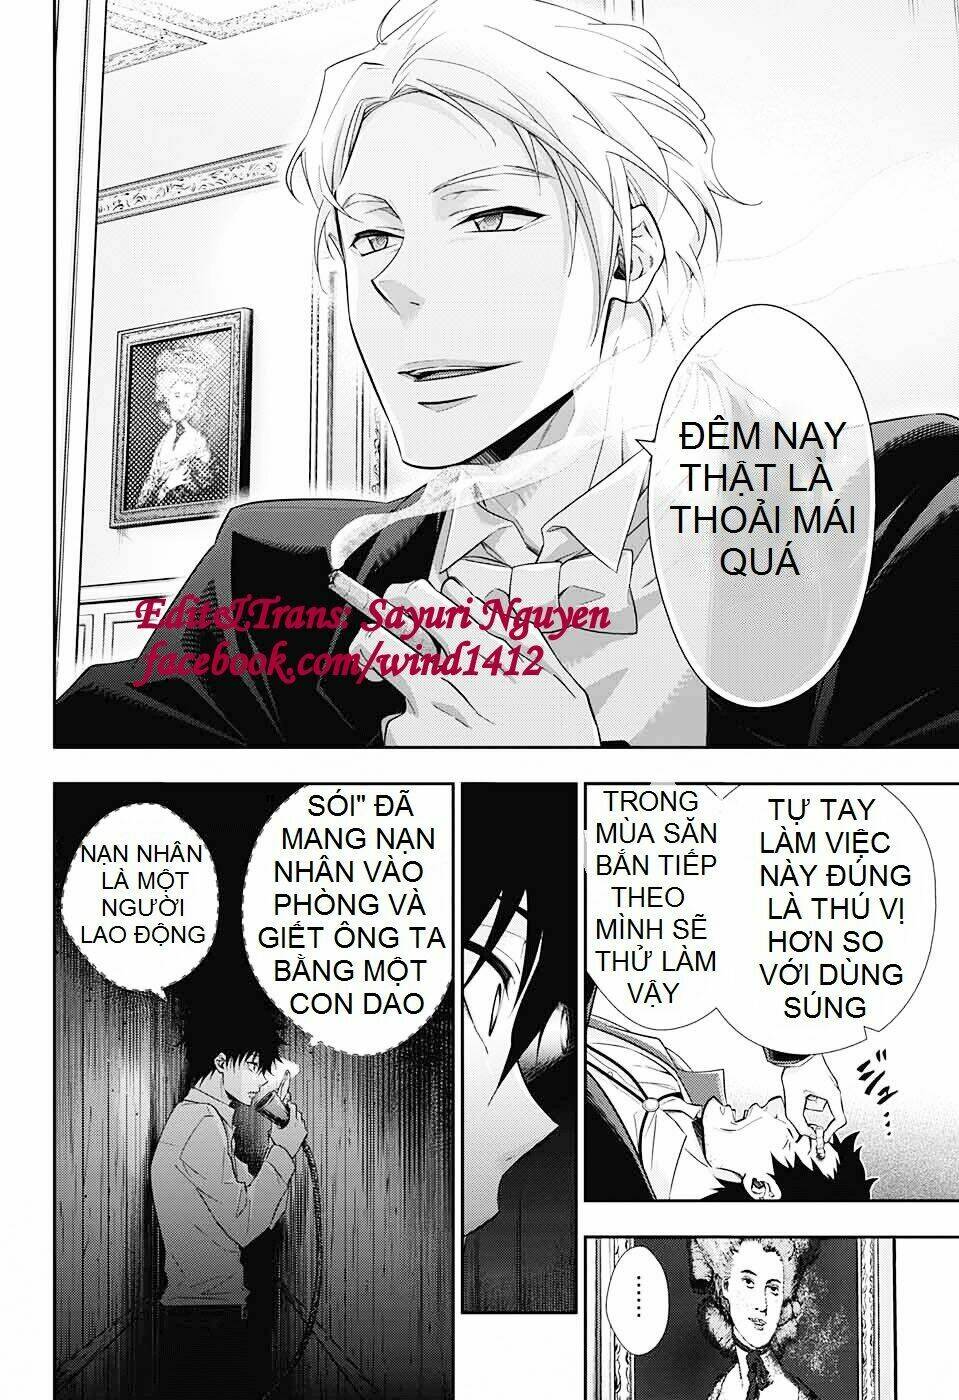 ĐÊM NAY
THẬT LÀ
THOẢI MÁI
QUÁ
Edit&Trans: Sayuri Nguyen
facebook.com/wind1412
TỰ TAY
LÀM VIỆC
NÀY ĐÚNG
LÀ THÚ VỊ
HƠN SO
VỚI DÙNG
SÚNG
TRONG
MÙA SĂN
BẮN TIẾP
THEO
MÌNH SẼ
THỬ LÀM
VẬY
SÓI" ĐÃ
MANG NẠN
NHÂN VÀO
PHÒNG VÀ
GIẾT ÔNG TA
BẰNG MỘT
CON DAO
NẠN NHÂN
LÀ MỘT
NGƯỜI
LAO ĐỘNG
......